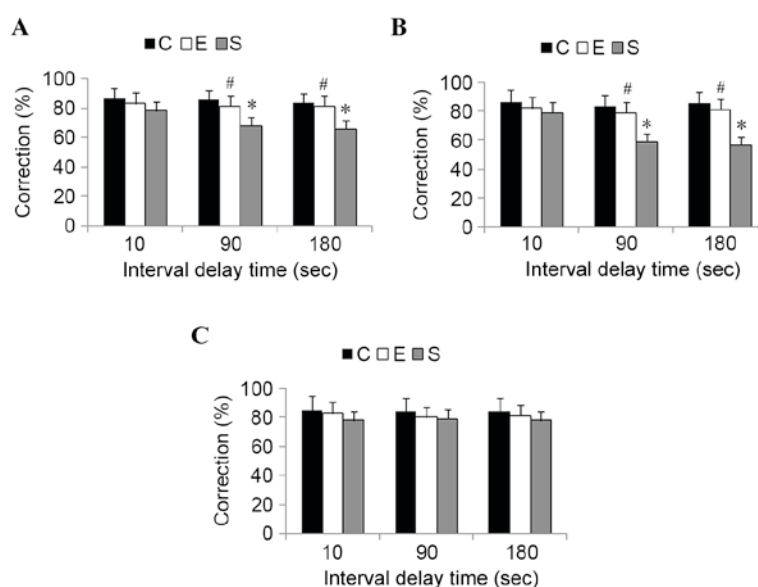 A
C E S
100
80
60
40
20
0
Correction (%)
# #
* *
10 90 180
Interval delay time (sec)
B
C E S
100
80
60
40
20
0
Correction (%)
# #
* *
10 90 180
Interval delay time (sec)
C
C E S
100
80
60
40
20
0
Correction (%)
10 90 180
Interval delay time (sec)